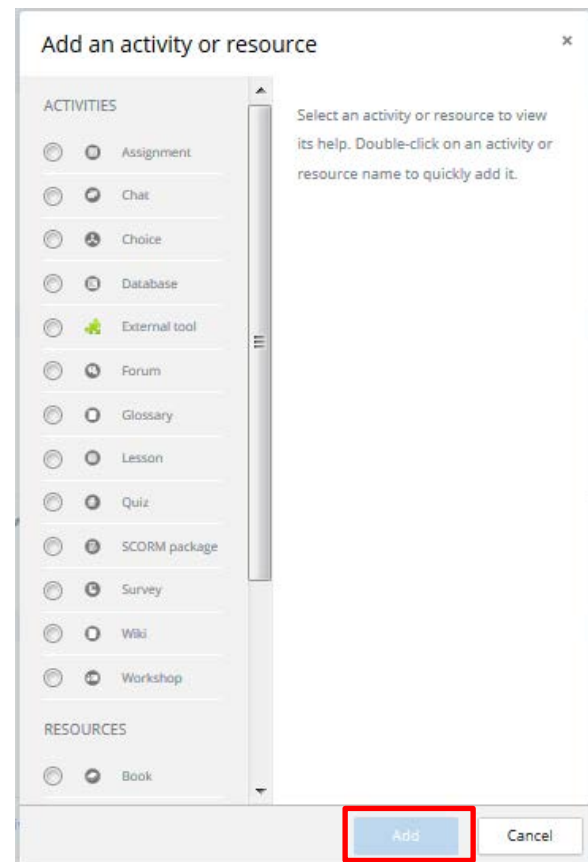 Add an activity or resource
×
ACTIVITIES
Assignment
Chat
Choice
Database
External tool
Forum
Glossary
Lesson
Quiz
SCORM package
Survey
Wiki
Workshop
RESOURCES
Book
Select an activity or resource to view
its help. Double-click on an activity or
resource name to quickly add it.
Add
Cancel